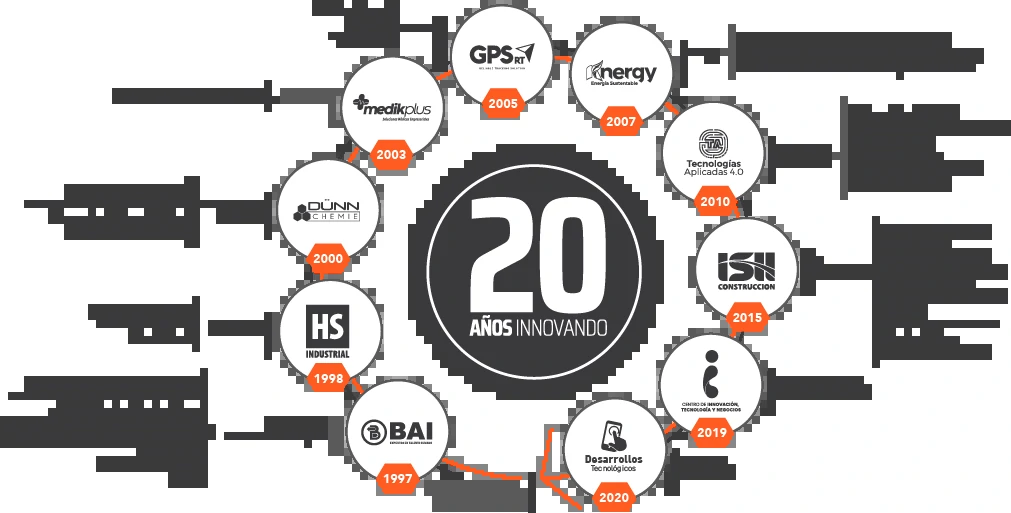 GPS RT
2005
Energy
Energía Sustentable
2007
medikplus
2003
Tecnologías
Aplicadas 4.0
2010
DÜNN
CHEMIE
2000
20
AÑOS INNOVANDO
ISH
CONSTRUCCION
2015
HS
INDUSTRIAL
1998
CENTRO DE INNOVACIÓN,
TECNOLOGÍA Y NEGOCIOS
2019
BAI
1997
Desarrollos
Tecnológicos
2020